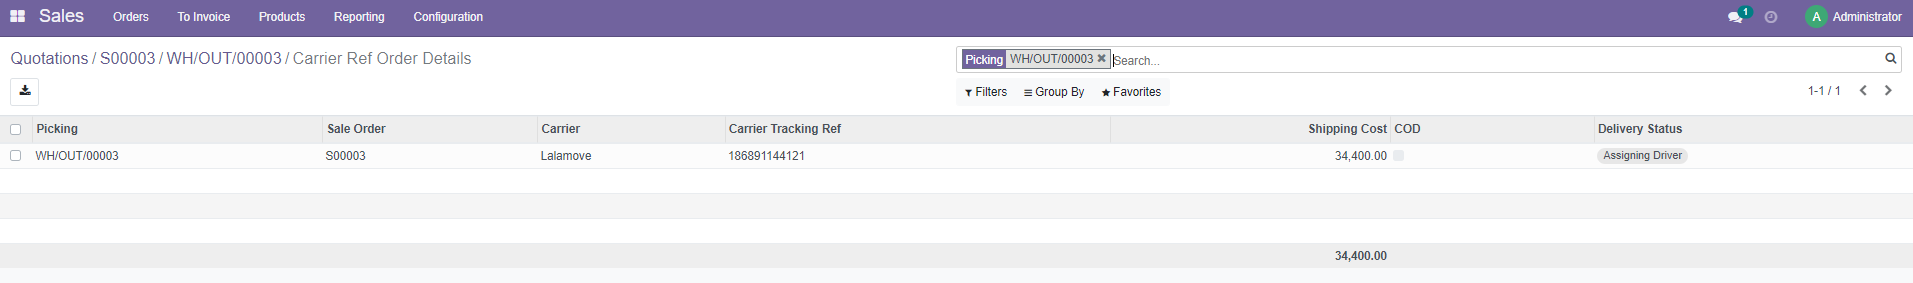 Sales Orders To Invoice Products Reporting Configuration 1 A Administrator
Quotations / S00003 / WH/OUT/00003 / Carrier Ref Order Details
Picking WH/OUT/00003 ✖ Search...
Filters Group By Favorites 1-1 / 1
Picking Sale Order Carrier Carrier Tracking Ref Shipping Cost COD Delivery Status
WH/OUT/00003 S00003 Lalamove 186891144121 34,400.00 Assigning Driver
34,400.00